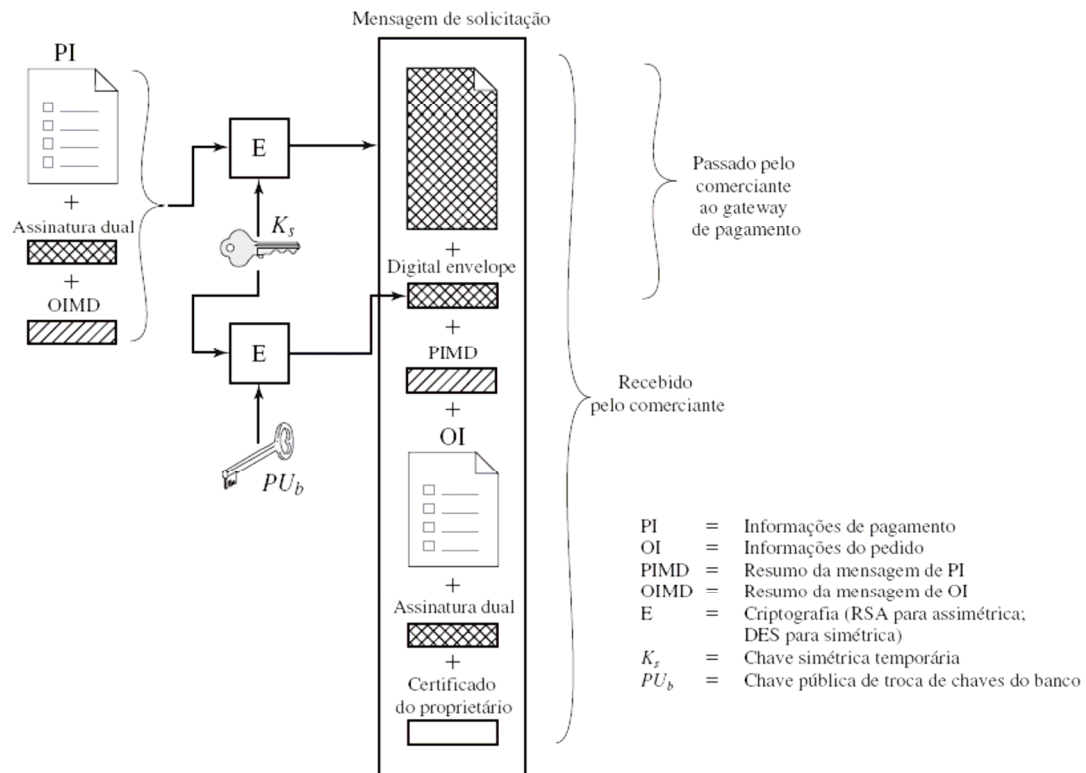 Mensagem de solicitação
PI
+
Assinatura dual
+
OIMD
E
K_s
E
PU_b
+
Digital envelope
+
PIMD
+
OI
+
Assinatura dual
+
Certificado
do proprietário
Passado pelo
comerciante
ao gateway
de pagamento
Recebido
pelo comerciante
PI = Informações de pagamento
OI = Informações do pedido
PIMD = Resumo da mensagem de PI
OIMD = Resumo da mensagem de OI
E = Criptografia (RSA para assimétrica;
DES para simétrica)
K_s = Chave simétrica temporária
PU_b = Chave pública de troca de chaves do banco